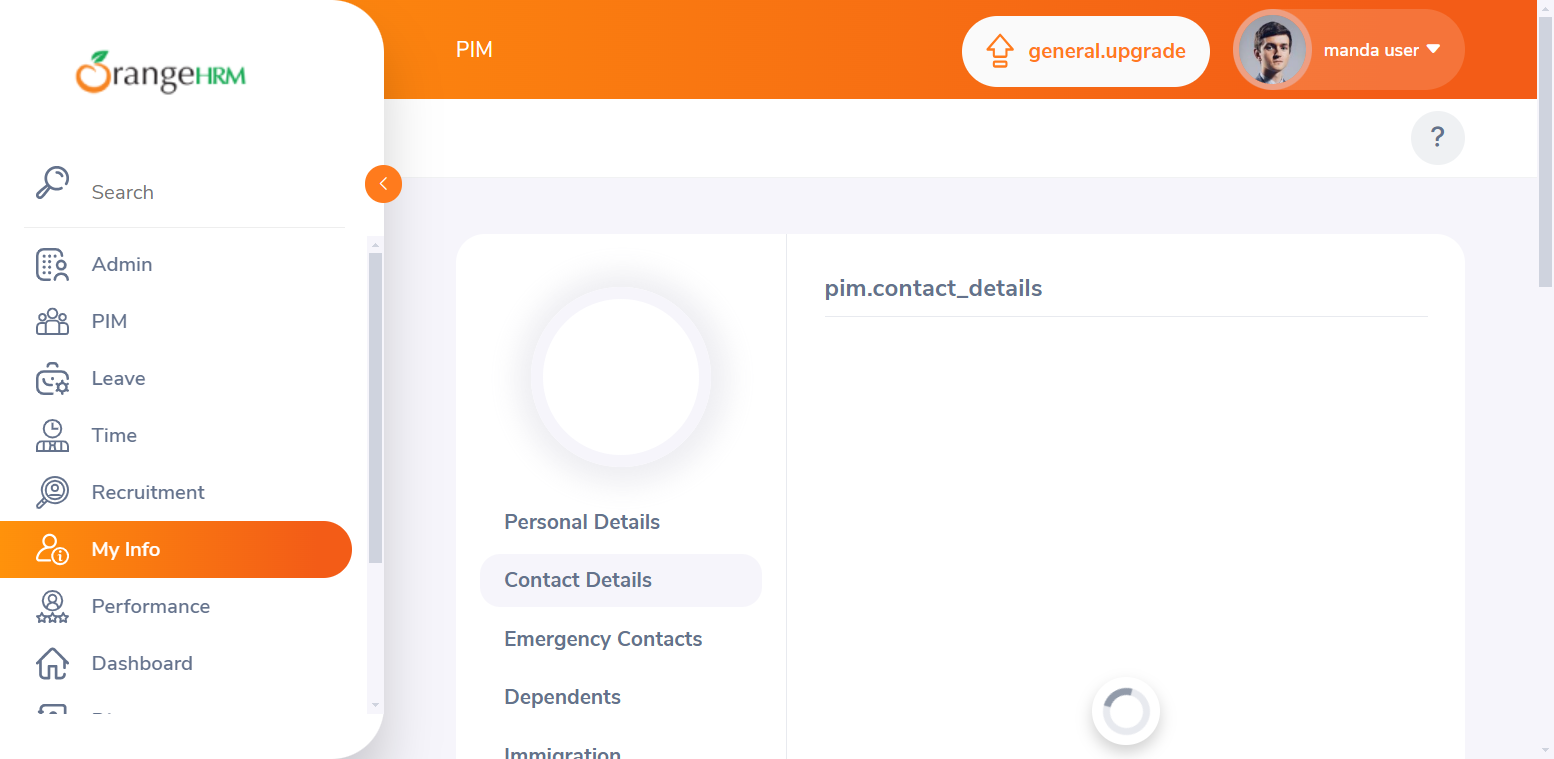 OrangeHRM
PIM
general.upgrade
manda user
?
Search
Admin
PIM
Leave
Time
Recruitment
My Info
Performance
Dashboard
pim.contact_details
Personal Details
Contact Details
Emergency Contacts
Dependents
Immigration